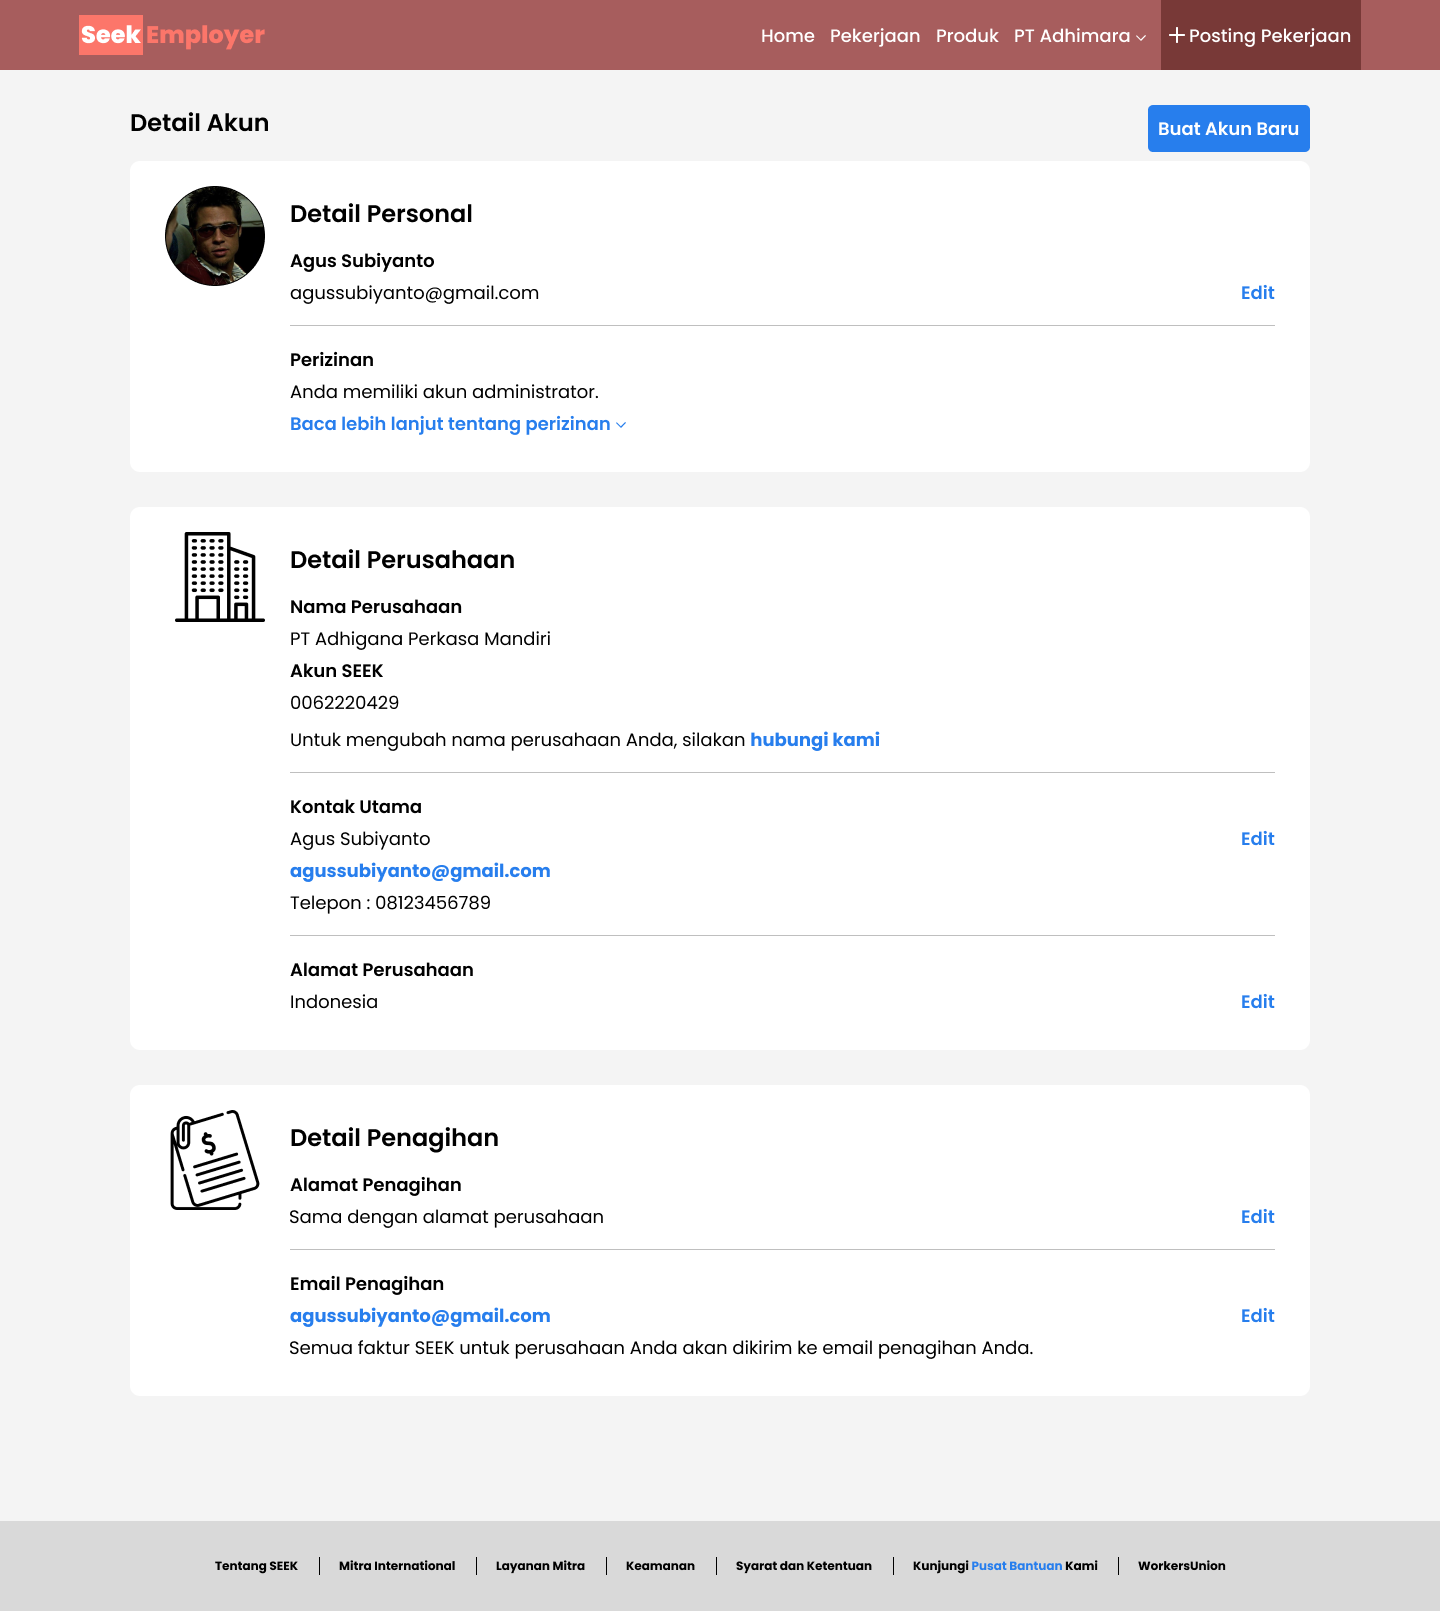 Seek Employer
Home Pekerjaan Produk PT Adhimara Posting Pekerjaan
Detail Akun
Buat Akun Baru
Detail Personal
Agus Subiyanto
agussubiyanto@gmail.com
Edit
Perizinan
Anda memiliki akun administrator.
Baca lebih lanjut tentang perizinan
Detail Perusahaan
Nama Perusahaan
PT Adhigana Perkasa Mandiri
Akun SEEK
0062220429
Untuk mengubah nama perusahaan Anda, silakan hubungi kami
Kontak Utama
Agus Subiyanto
Edit
agussubiyanto@gmail.com
Telepon : 08123456789
Alamat Perusahaan
Indonesia
Edit
$
Detail Penagihan
Alamat Penagihan
Sama dengan alamat perusahaan
Edit
Email Penagihan
agussubiyanto@gmail.com
Edit
Semua faktur SEEK untuk perusahaan Anda akan dikirim ke email penagihan Anda.
Tentang SEEK Mitra International Layanan Mitra Keamanan Syarat dan Ketentuan Kunjungi Pusat Bantuan Kami WorkersUnion